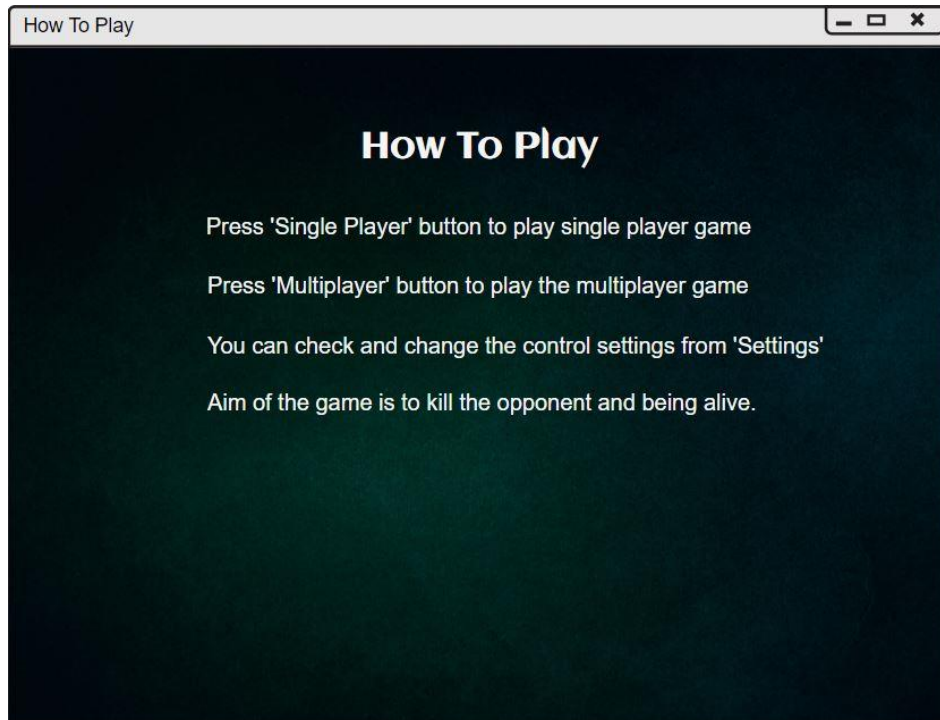 How To Play
How To Play
Press 'Single Player' button to play single player game
Press 'Multiplayer' button to play the multiplayer game
You can check and change the control settings from 'Settings'
Aim of the game is to kill the opponent and being alive.